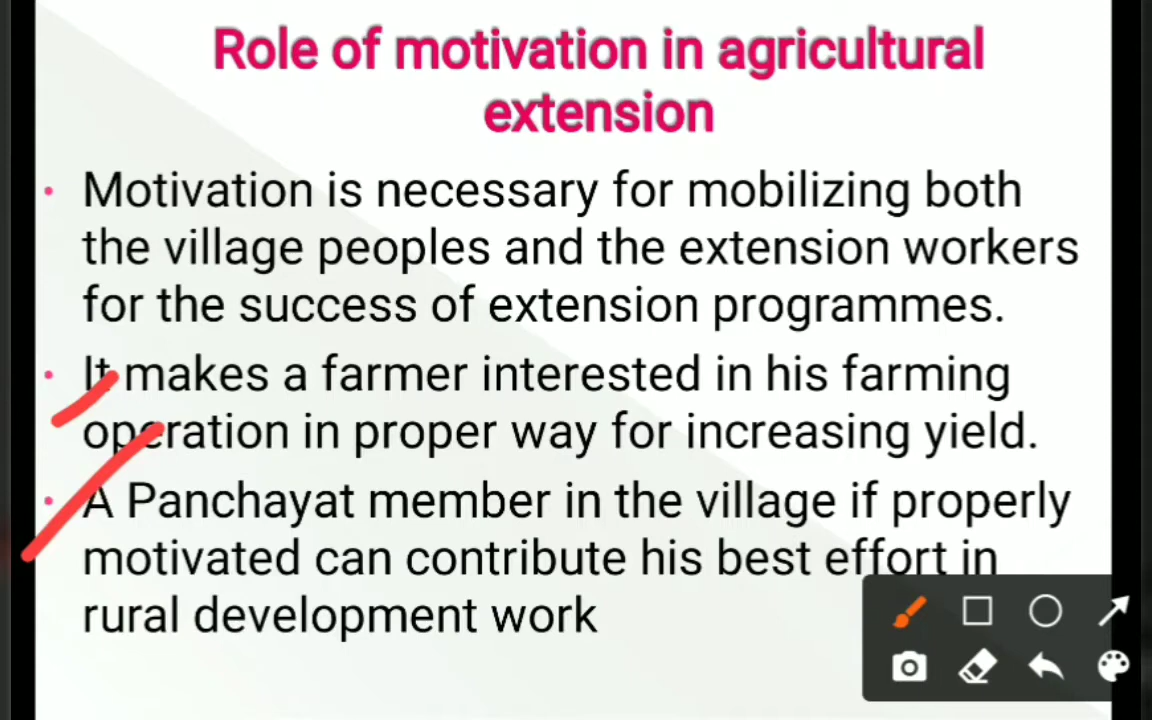 Role of motivation in agricultural
extension
• Motivation is necessary for mobilizing both
the village peoples and the extension workers
for the success of extension programmes.
• It makes a farmer interested in his farming
operation in proper way for increasing yield.
• A Panchayat member in the village if properly
motivated can contribute his best effort in
rural development work